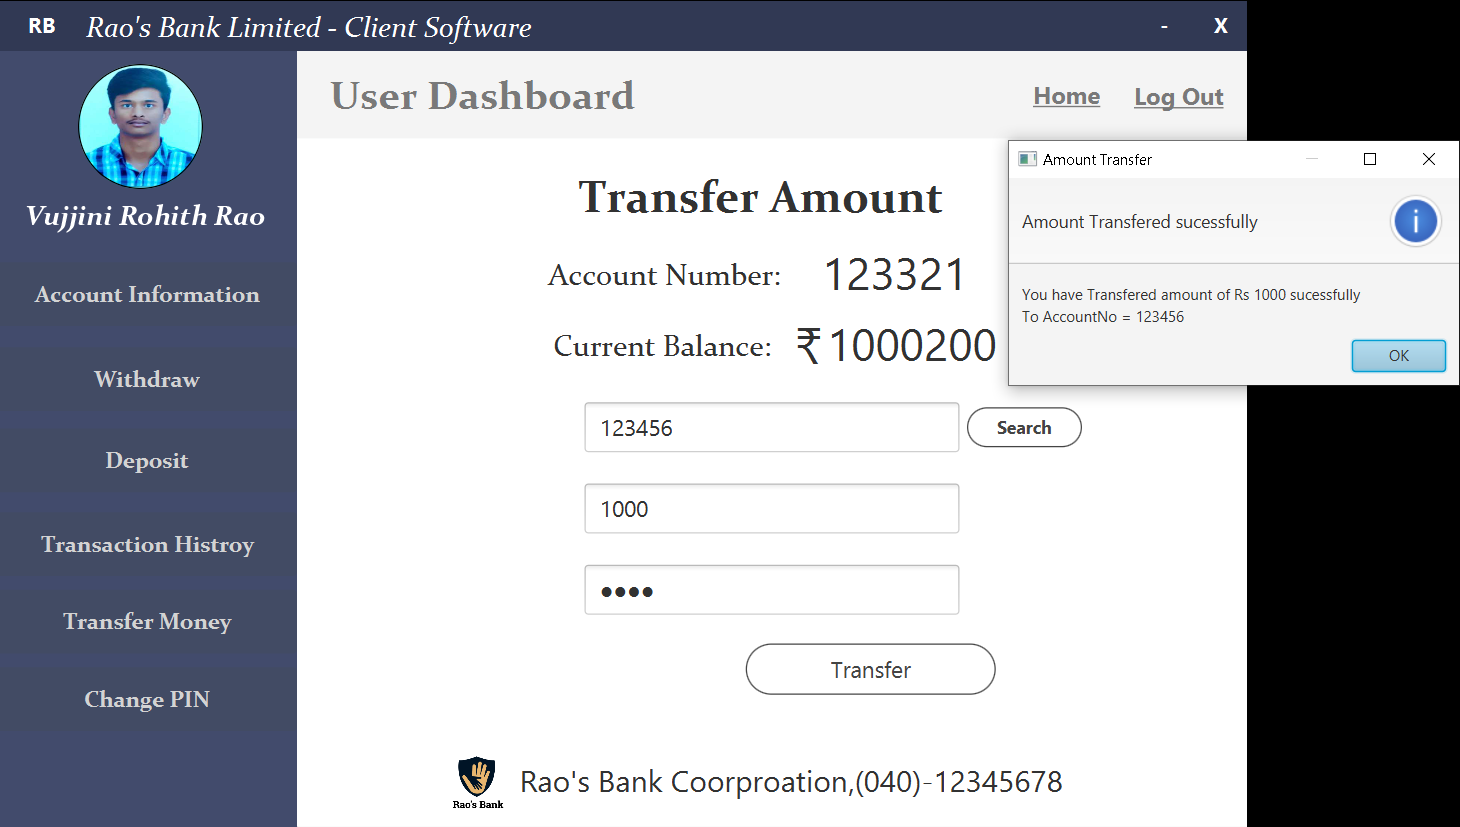 RB Rao's Bank Limited - Client Software - X
Vujjini Rohith Rao
Account Information
Withdraw
Deposit
Transaction Histroy
Transfer Money
Change PIN
User Dashboard Home Log Out
Transfer Amount
Account Number: 123321
Current Balance: ₹1000200
123456 Search
1000
Transfer
Rao's Bank
Rao's Bank Coorproation,(040)-12345678
Amount Transfer
Amount Transfered sucessfully
You have Transfered amount of Rs 1000 sucessfully
To AccountNo = 123456
OK